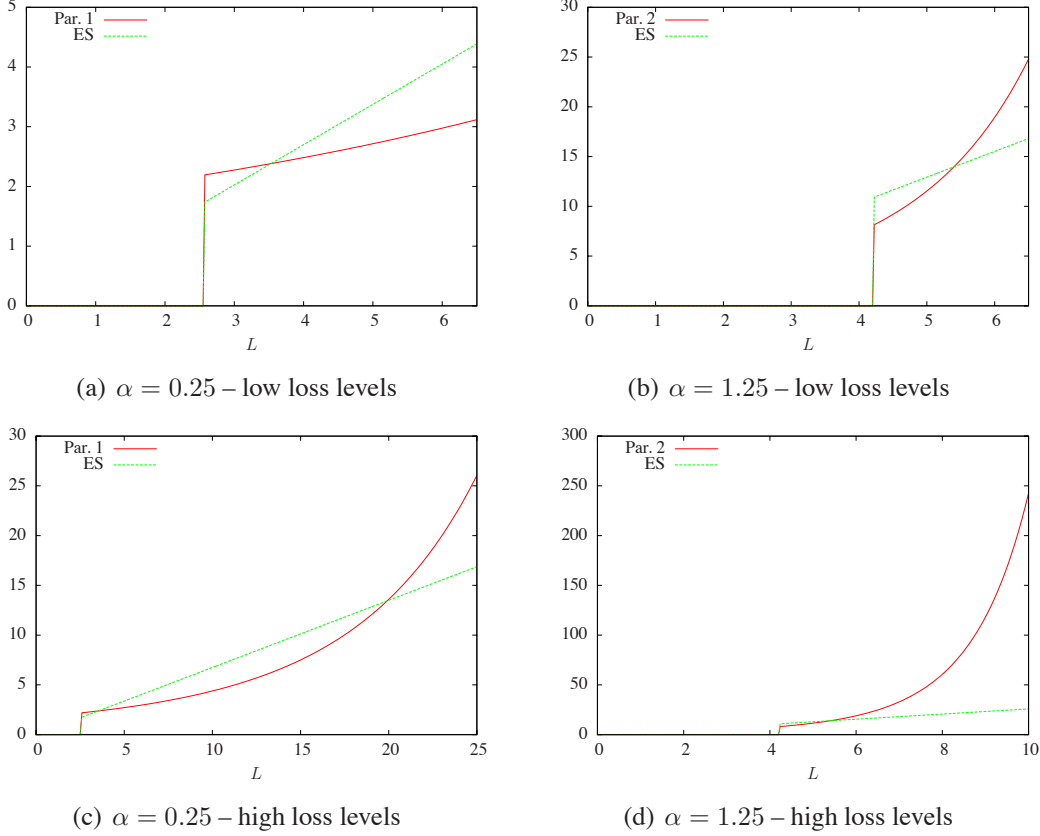 5
4
3
2
1
0
Par. 1
ES
0 1 2 3 4 5 6
L
(a) α = 0.25 – low loss levels
30
25
20
15
10
5
0
Par. 2
ES
0 1 2 3 4 5 6
L
(b) α = 1.25 – low loss levels
30
25
20
15
10
5
0
Par. 1
ES
0 5 10 15 20 25
L
(c) α = 0.25 – high loss levels
300
250
200
150
100
50
0
Par. 2
ES
0 2 4 6 8 10
L
(d) α = 1.25 – high loss levels